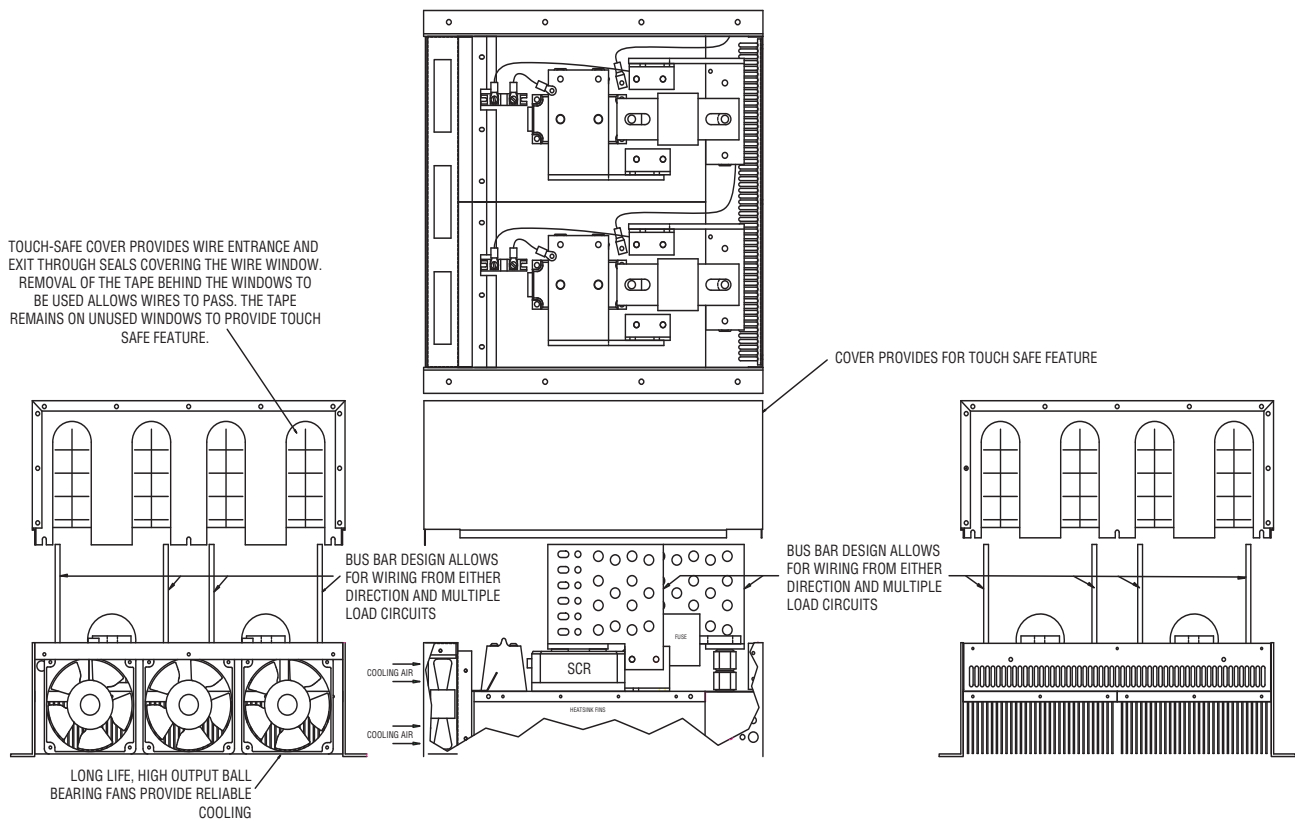 TOUCH-SAFE COVER PROVIDES WIRE ENTRANCE AND
EXIT THROUGH SEALS COVERING THE WIRE WINDOW.
REMOVAL OF THE TAPE BEHIND THE WINDOWS TO
BE USED ALLOWS WIRES TO PASS. THE TAPE
REMAINS ON UNUSED WINDOWS TO PROVIDE TOUCH
SAFE FEATURE.
COVER PROVIDES FOR TOUCH SAFE FEATURE
BUS BAR DESIGN ALLOWS
FOR WIRING FROM EITHER
DIRECTION AND MULTIPLE
LOAD CIRCUITS
BUS BAR DESIGN ALLOWS
FOR WIRING FROM EITHER
DIRECTION AND MULTIPLE
LOAD CIRCUITS
FUSE
SCR
COOLING AIR
HEATSINK FINS
COOLING AIR
LONG LIFE, HIGH OUTPUT BALL
BEARING FANS PROVIDE RELIABLE
COOLING